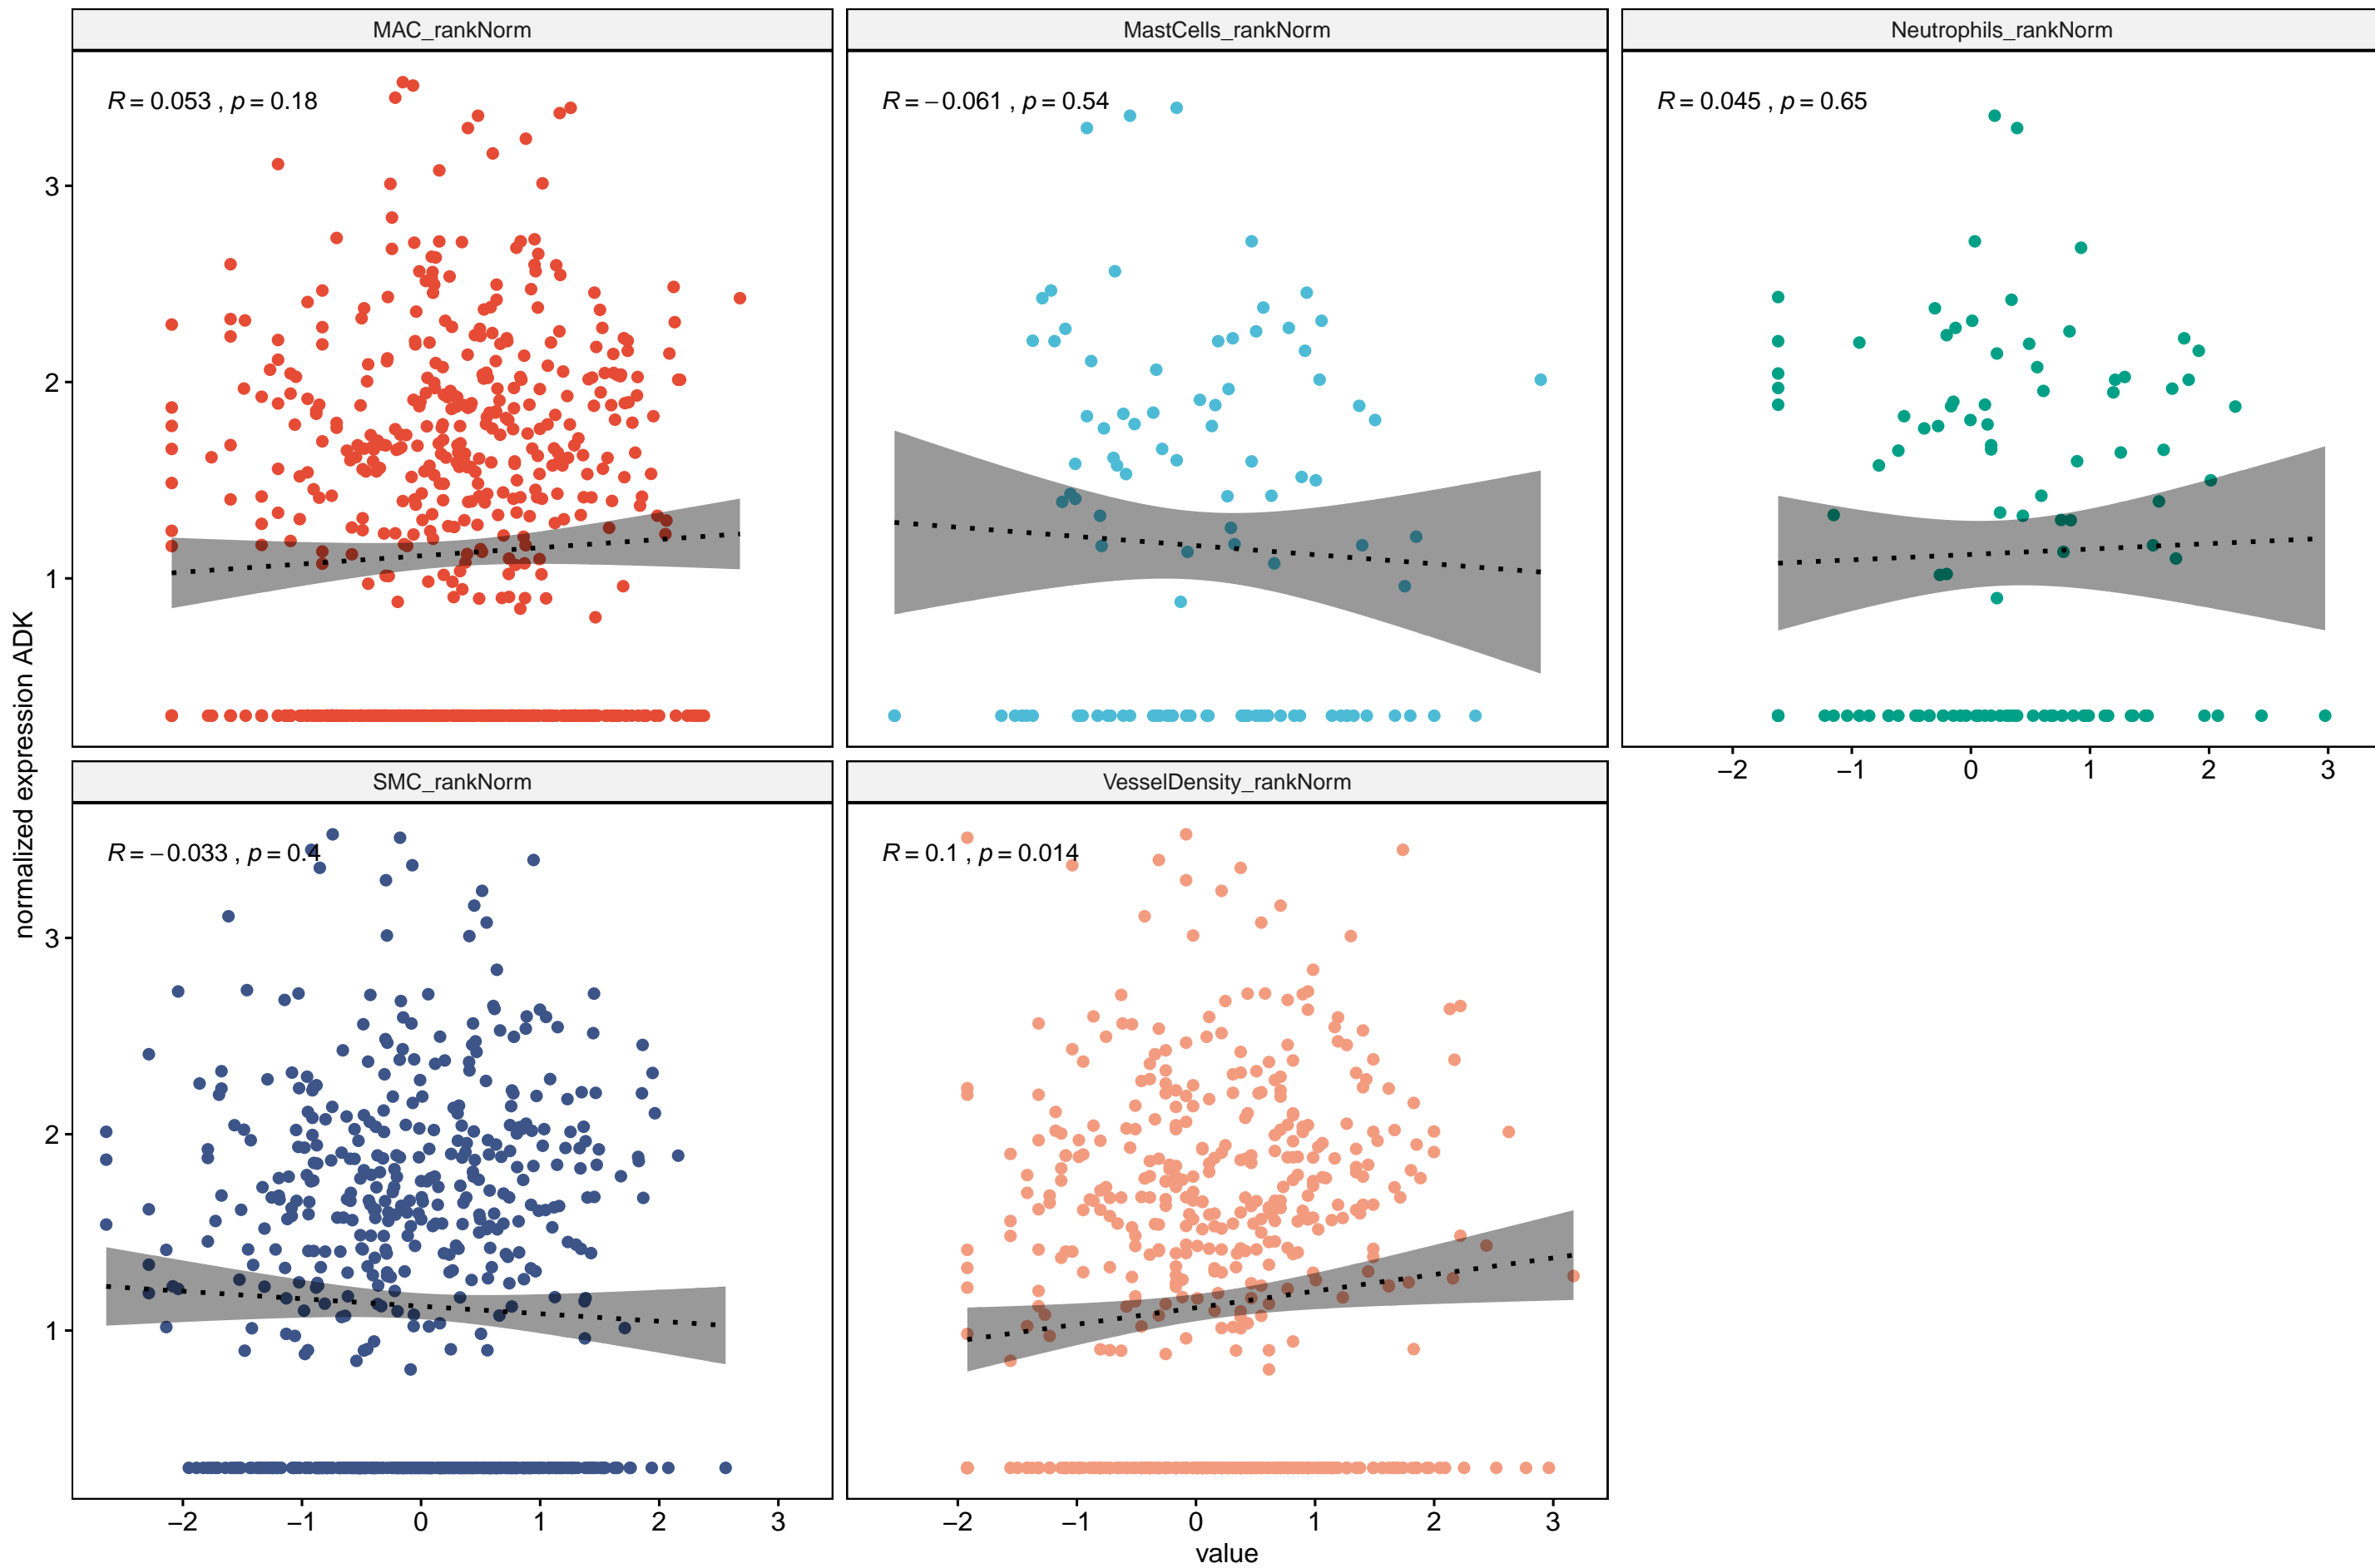 MAC_rankNorm
MastCells_rankNorm
Neutrophils_rankNorm
R = 0.053 , p = 0.18
R = −0.061 , p = 0.54
R = 0.045 , p = 0.65
3
2
1
−2 −1 0 1 2 3
SMC_rankNorm
VesselDensity_rankNorm
R = −0.033 , p = 0.4
R = 0.1 , p = 0.014
3
2
1
−2 −1 0 1 2 3
−2 −1 0 1 2 3
value
normalized expression ADK